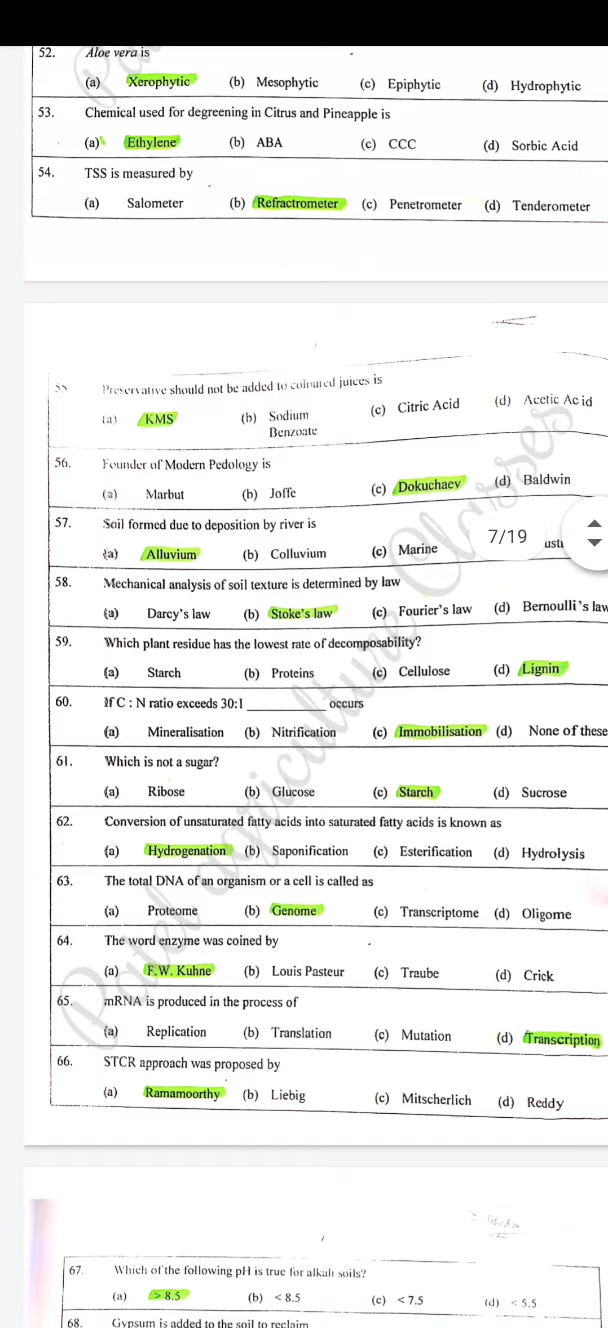 52. Aloe vera is
(a) Xerophytic (b) Mesophytic (c) Epiphytic (d) Hydrophytic
53. Chemical used for degreening in Citrus and Pineapple is
(a) Ethylene (b) ABA (c) CCC (d) Sorbic Acid
54. TSS is measured by
(a) Salometer (b) Refractrometer (c) Penetrometer (d) Tenderometer
55 Preservative should not be added to coloured juices is
(a) KMS (b) Sodium Benzoate (c) Citric Acid (d) Acetic Acid
56. Founder of Modern Pedology is
(a) Marbut (b) Joffe (c) Dokuchaev (d) Baldwin
57. Soil formed due to deposition by river is
(a) Alluvium (b) Colluvium (c) Marine
7/19
58. Mechanical analysis of soil texture is determined by law
(a) Darcy's law (b) Stoke's law (c) Fourier's law (d) Bernoulli's law
59. Which plant residue has the lowest rate of decomposability?
(a) Starch (b) Proteins (c) Cellulose (d) Lignin
60. If C : N ratio exceeds 30:1 __________ occurs
(a) Mineralisation (b) Nitrification (c) Immobilisation (d) None of these
61. Which is not a sugar?
(a) Ribose (b) Glucose (c) Starch (d) Sucrose
62. Conversion of unsaturated fatty acids into saturated fatty acids is known as
(a) Hydrogenation (b) Saponification (c) Esterification (d) Hydrolysis
63. The total DNA of an organism or a cell is called as
(a) Proteome (b) Genome (c) Transcriptome (d) Oligome
64. The word enzyme was coined by
(a) F.W. Kuhne (b) Louis Pasteur (c) Traube (d) Crick
65. mRNA is produced in the process of
(a) Replication (b) Translation (c) Mutation (d) Transcription
66. STCR approach was proposed by
(a) Ramamoorthy (b) Liebig (c) Mitscherlich (d) Reddy
Patel agriculture Classes
67. Which of the following pH is true for alkali soils?
(a) > 8.5 (b) < 8.5 (c) < 7.5 (d) < 5.5
68. Gypsum is added to the soil to reclaim